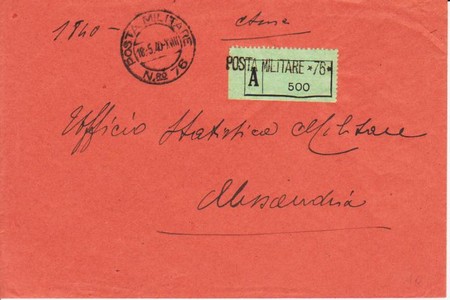 1940-
POSTA MILITARE
18.5.40-XVIII
N.ro 76
POSTA MILITARE *76*
A
500
Ufficio Statistica Militare
Alessandria